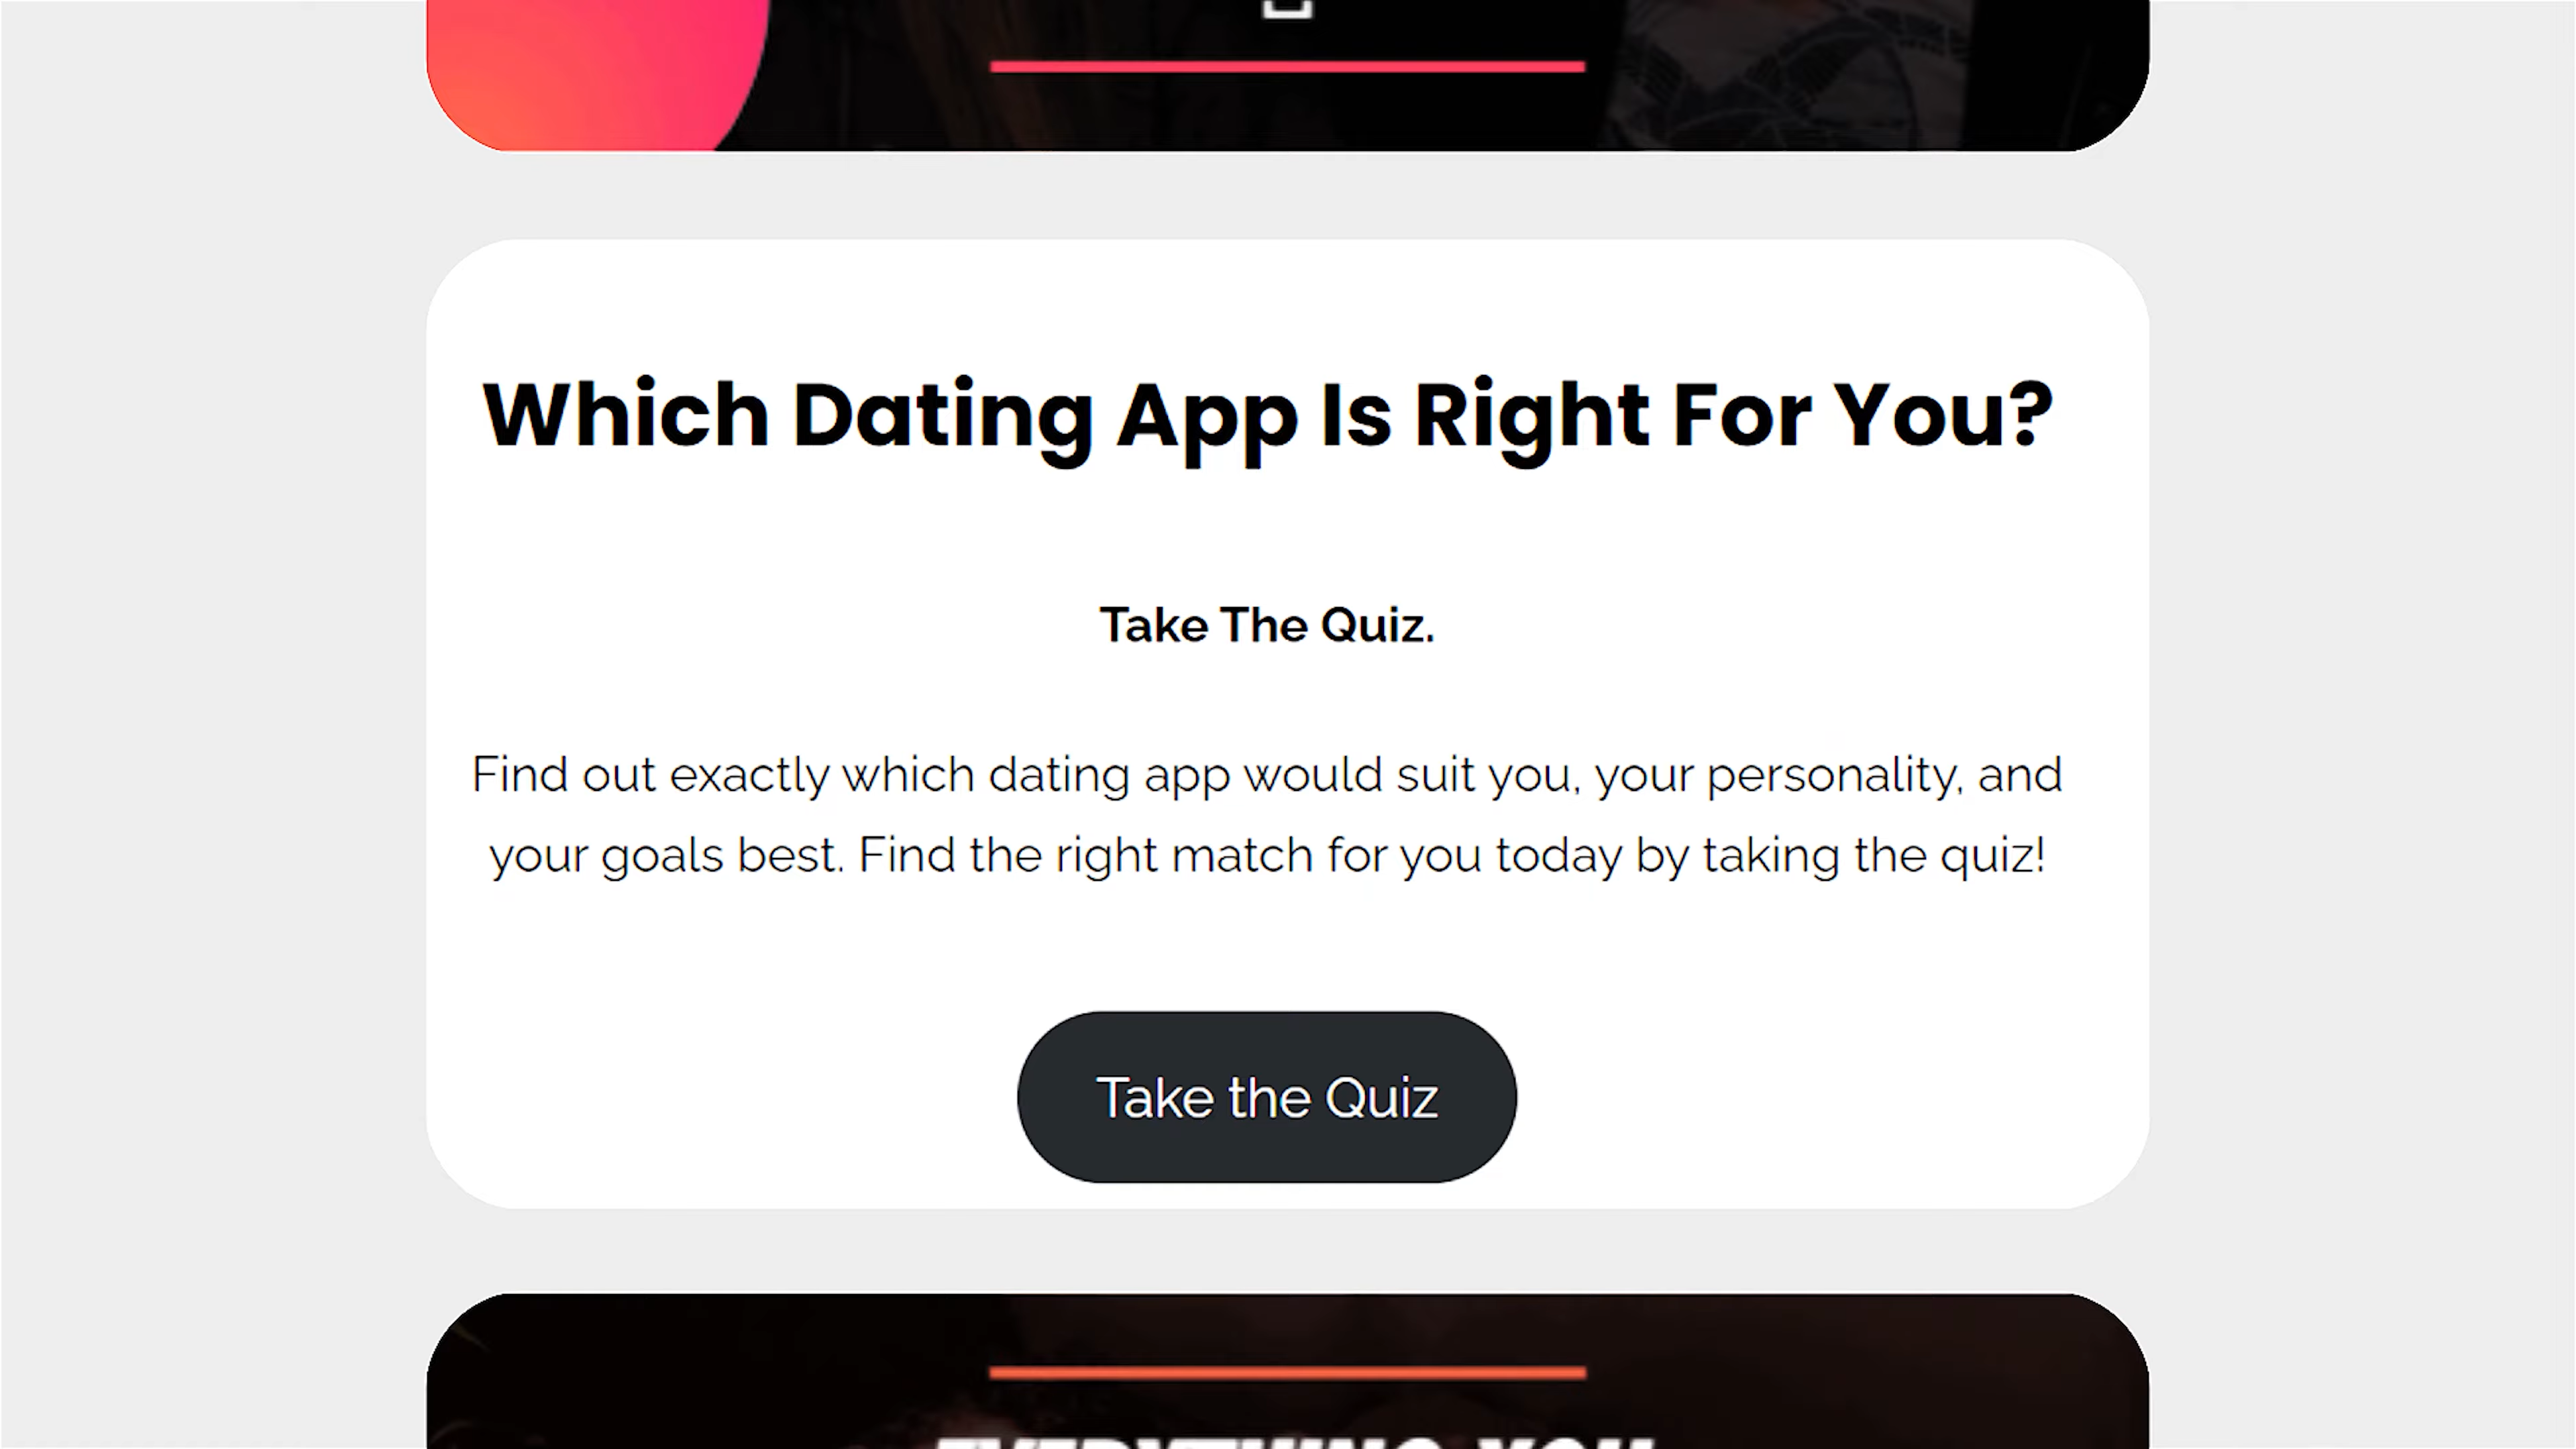 Which Dating App Is Right For You?
Take The Quiz.
Find out exactly which dating app would suit you, your personality, and
your goals best. Find the right match for you today by taking the quiz!
Take the Quiz
EVERYTHING YOU